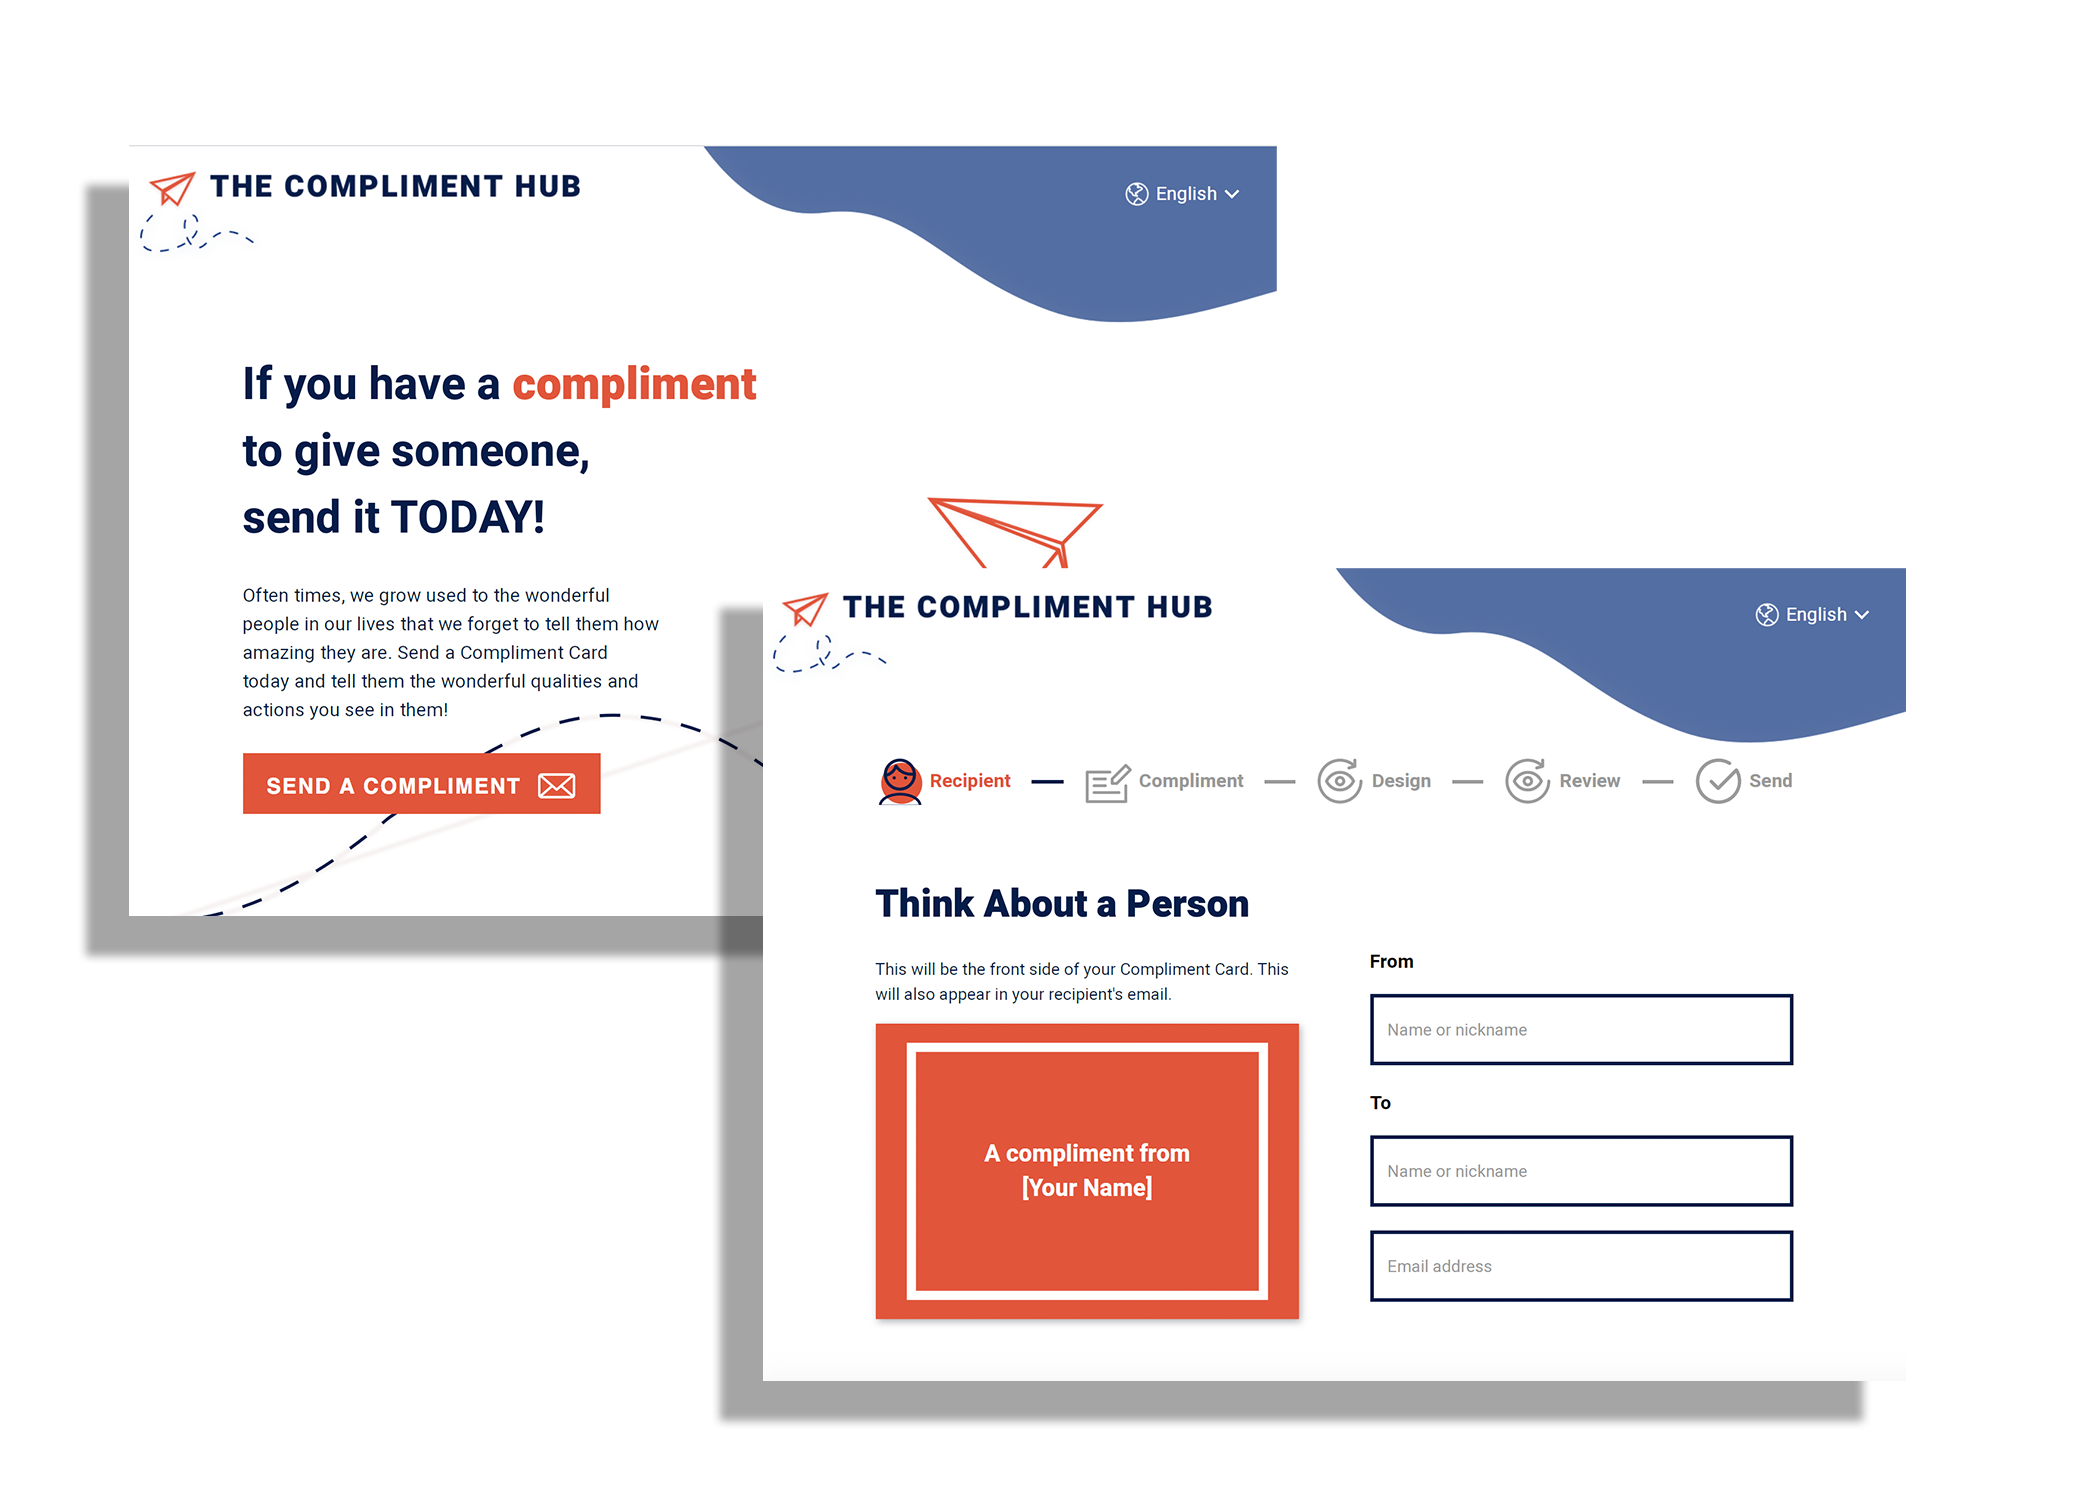 THE COMPLIMENT HUB
English
If you have a compliment
to give someone,
send it TODAY!
Often times, we grow used to the wonderful
people in our lives that we forget to tell them how
amazing they are. Send a Compliment Card
today and tell them the wonderful qualities and
actions you see in them!
SEND A COMPLIMENT
THE COMPLIMENT HUB
English
Recipient
Compliment
Design
Review
Send
Think About a Person
This will be the front side of your Compliment Card. This
will also appear in your recipient's email.
A compliment from
[Your Name]
From
Name or nickname
To
Name or nickname
Email address